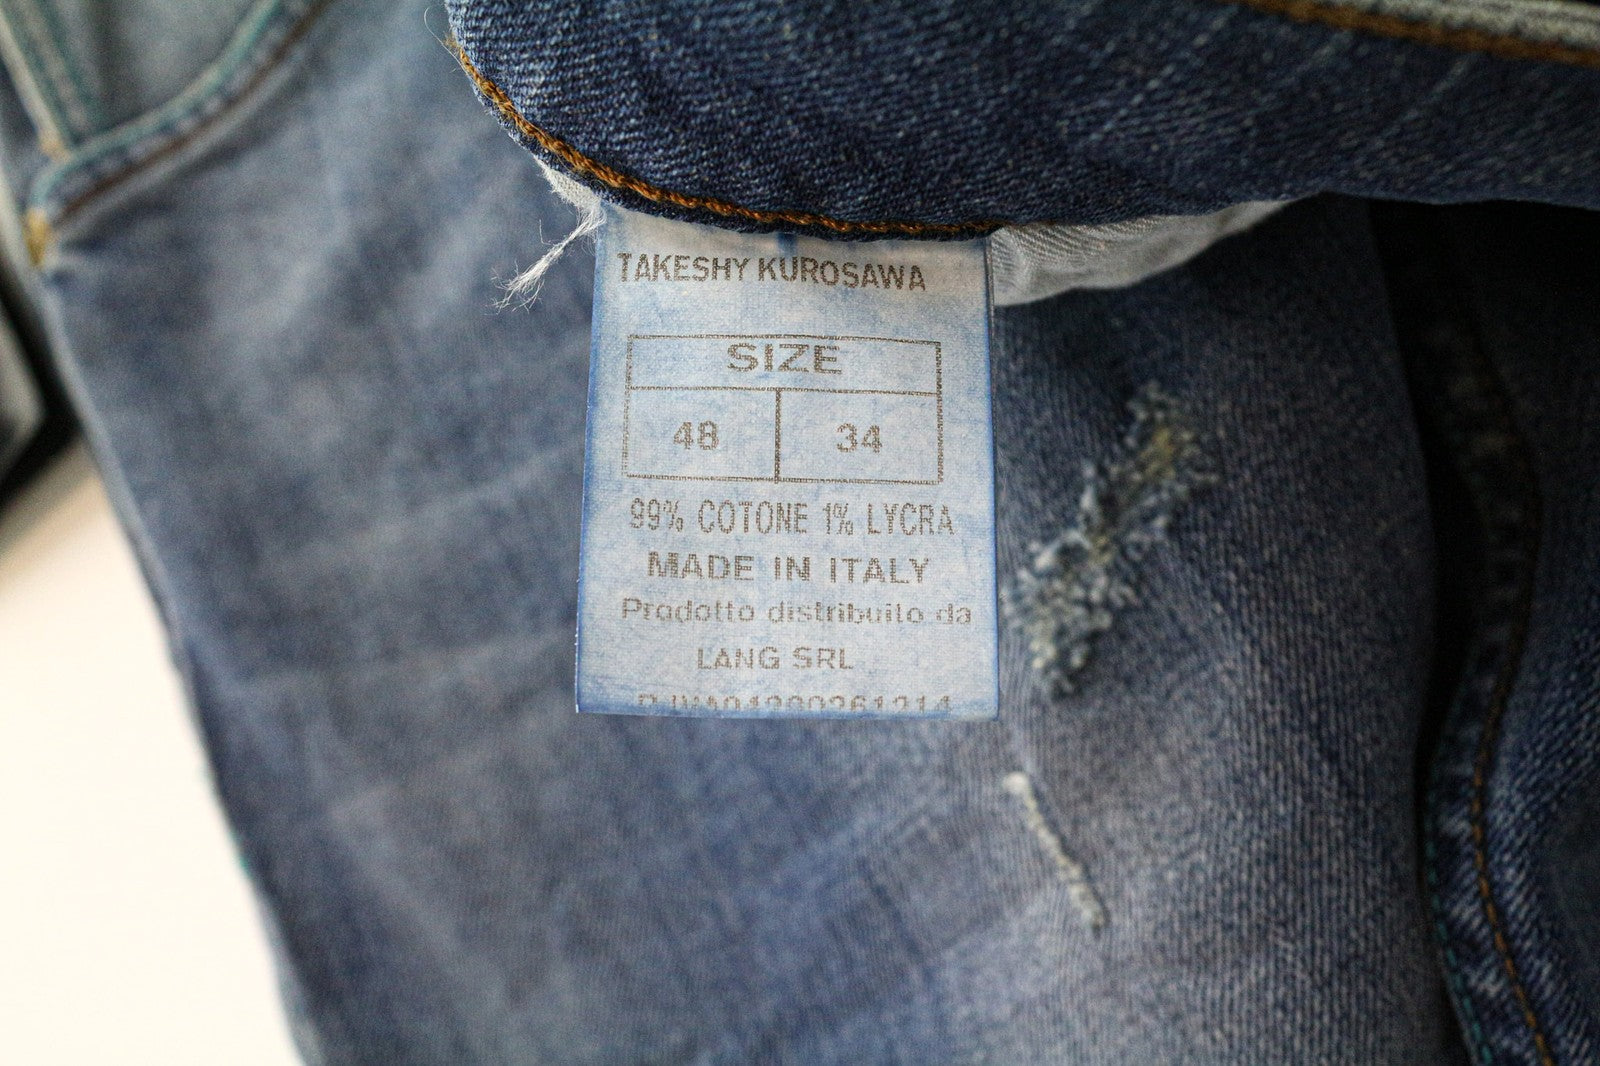 TAKESHY KUROSAWA
SIZE
48 34
99% COTONE 1% LYCRA
MADE IN ITALY
Prodotto distribuito da
LANG SRL